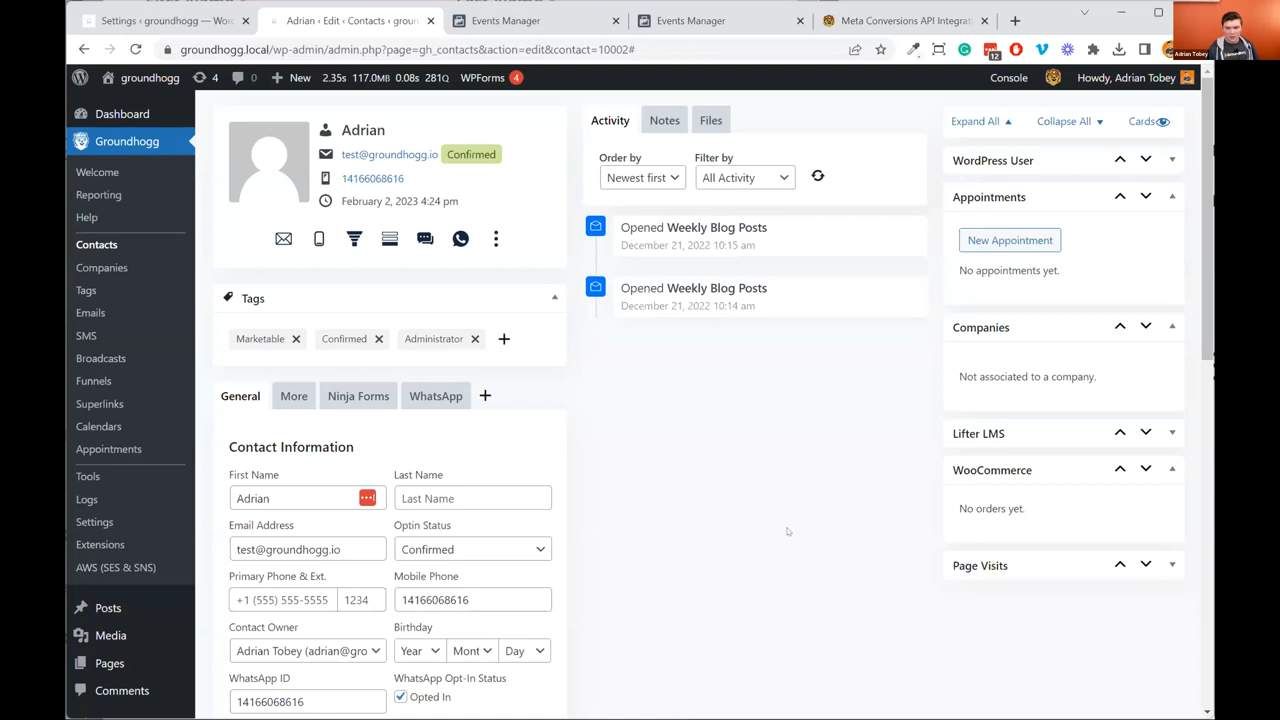 Settings ‹ groundhogg — Wor
Adrian ‹ Edit ‹ Contacts ‹ groun
Events Manager
Events Manager
Meta Conversions API Integrat
groundhogg.local/wp-admin/admin.php?page=gh_contacts&action=edit&contact=10002#
12
Adrian Tobey
groundhogg
4
New
2.35s 117.0MB 0.08s 281Q
WPForms 4
Console
Howdy, Adrian Tobey
Dashboard
Groundhogg
Welcome
Reporting
Help
Contacts
Companies
Tags
Emails
SMS
Broadcasts
Funnels
Superlinks
Calendars
Appointments
Tools
Logs
Settings
Extensions
AWS (SES & SNS)
Posts
Media
Pages
Comments
Adrian
test@groundhogg.io Confirmed
14166068616
February 2, 2023 4:24 pm
Tags
Marketable
Confirmed
Administrator
General
More
Ninja Forms
WhatsApp
Contact Information
First Name
Last Name
Adrian
Last Name
Email Address
Optin Status
test@groundhogg.io
Confirmed
Primary Phone & Ext.
Mobile Phone
+1 (555) 555-5555
1234
14166068616
Contact Owner
Birthday
Adrian Tobey (adrian@gro
Year
Mont
Day
WhatsApp ID
WhatsApp Opt-In Status
14166068616
Opted In
Activity
Notes
Files
Order by
Filter by
Newest first
All Activity
Opened Weekly Blog Posts
December 21, 2022 10:15 am
Opened Weekly Blog Posts
December 21, 2022 10:14 am
Expand All
Collapse All
Cards
WordPress User
Appointments
New Appointment
No appointments yet.
Companies
Not associated to a company.
Lifter LMS
WooCommerce
No orders yet.
Page Visits